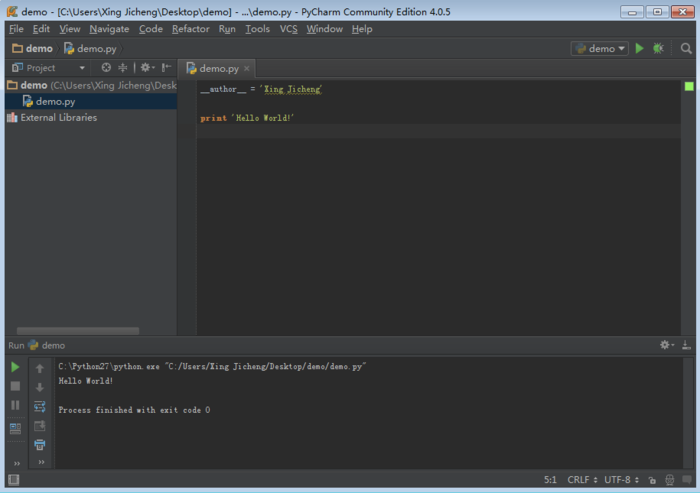 demo - [C:\Users\Xing Jicheng\Desktop\demo] - ...\demo.py - PyCharm Community Edition 4.0.5
File Edit View Navigate Code Refactor Run Tools VCS Window Help
demo demo.py demo
Project demo.py
demo (C:\Users\Xing Jicheng\Desk
demo.py
External Libraries
__author__ = 'Xing Jicheng'
print 'Hello World!'
Run demo
C:\Python27\python.exe "C:/Users/Xing Jicheng/Desktop/demo/demo.py"
Hello World!
Process finished with exit code 0
5:1 CRLF UTF-8